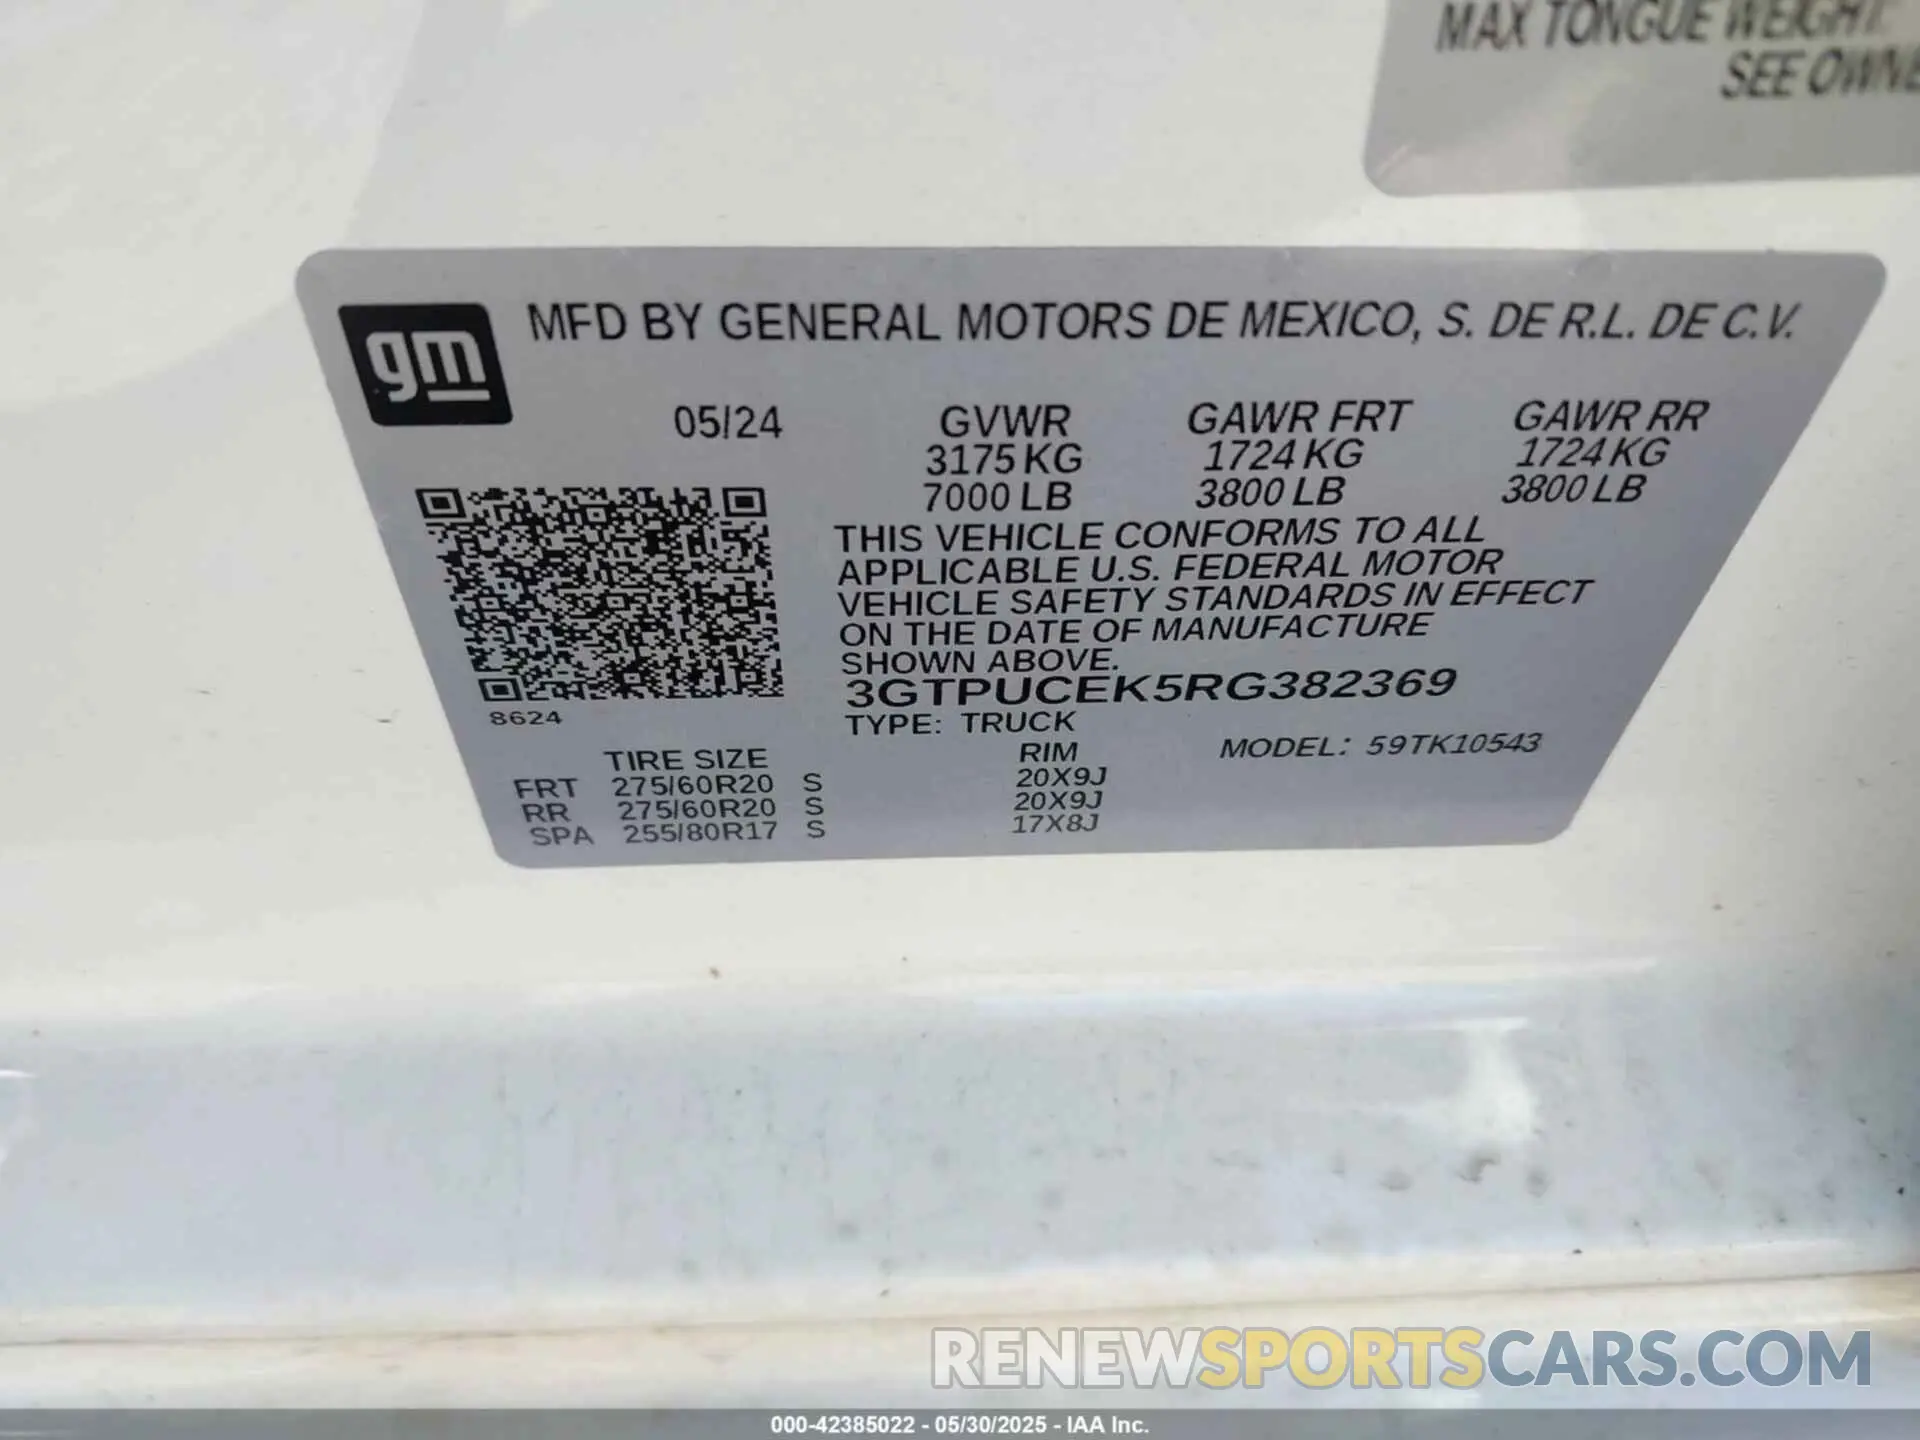 MAX TONGUE WEIGHT:
SEE OWNE
gm
MFD BY GENERAL MOTORS DE MEXICO, S. DE R.L. DE C.V.
05/24 GVWR GAWR FRT GAWR RR
3175 KG 1724 KG 1724 KG
7000 LB 3800 LB 3800 LB
THIS VEHICLE CONFORMS TO ALL
APPLICABLE U.S. FEDERAL MOTOR
VEHICLE SAFETY STANDARDS IN EFFECT
ON THE DATE OF MANUFACTURE
SHOWN ABOVE.
3GTPUCEK5RG382369
8624
TYPE: TRUCK
TIRE SIZE RIM MODEL: 59TK10543
FRT 275/60R20 S 20X9J
RR 275/60R20 S 20X9J
SPA 255/80R17 S 17X8J
RENEWSPORTSCARS.COM
000-42385022 - 05/30/2025 - IAA Inc.